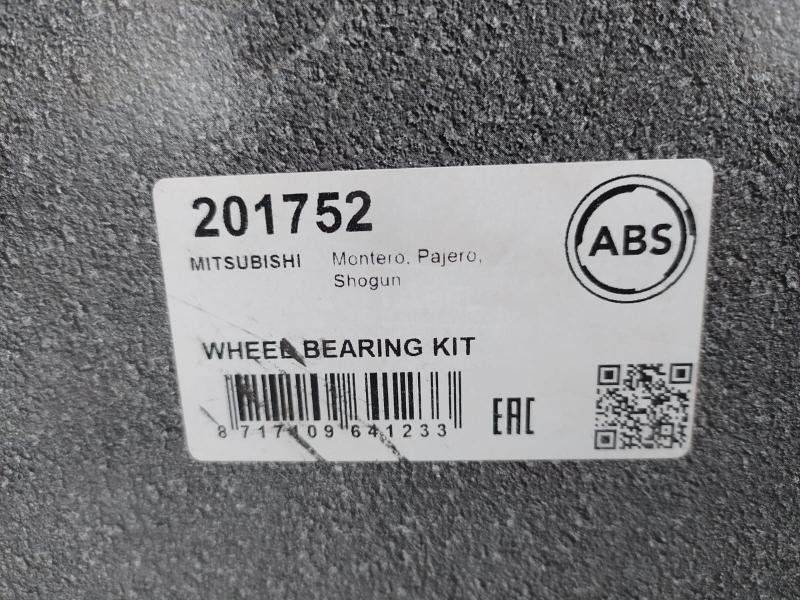 201752
ABS
MITSUBISHI Montero, Pajero,
Shogun
WHEEL BEARING KIT
8 717109 641233
EAC